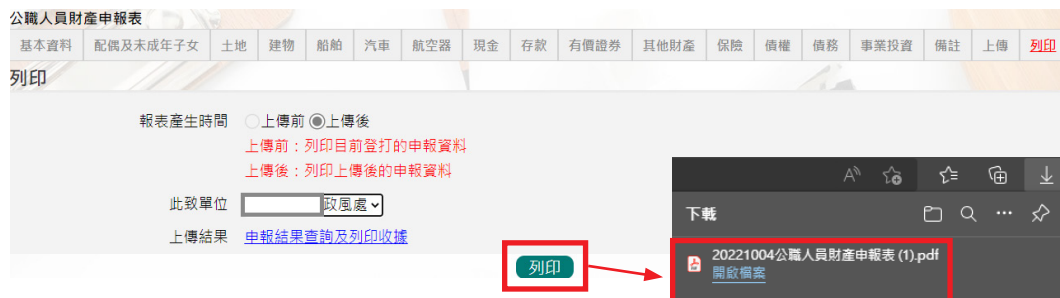 公職人員財產申報表
基本資料 配偶及未成年子女 土地 建物 船舶 汽車 航空器 現金 存款 有價證券 其他財產 保險 債權 債務 事業投資 備註 上傳 列印
列印
報表產生時間 上傳前 上傳後
上傳前：列印目前登打的申報資料
上傳後：列印上傳後的申報資料
此致單位 政風處
上傳結果 申報結果查詢及列印收據
列印
下載
20221004公職人員財產申報表 (1).pdf
開啟檔案